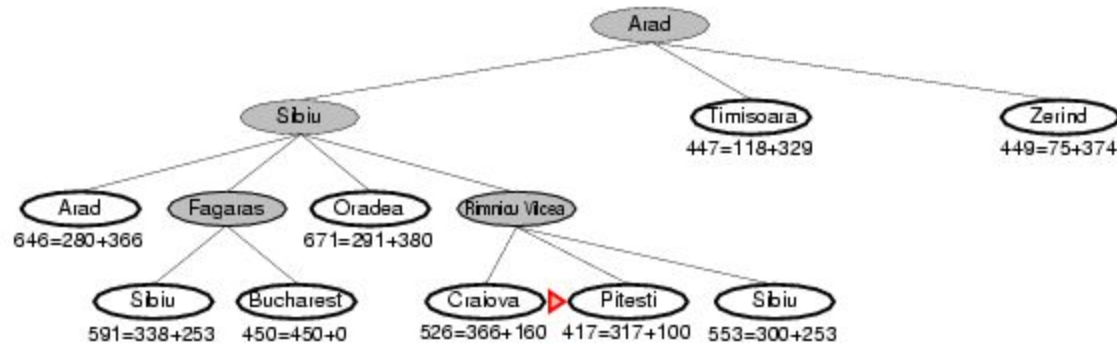 Arad
Sibiu
Timisoara
Zerind
447=118+329
449=75+374
Arad
Fagaras
Oradea
Rimnicu Vilcea
646=280+366
671=291+380
Sibiu
Bucharest
Craiova
Pitesti
Sibiu
591=338+253
450=450+0
526=366+160
417=317+100
553=300+253